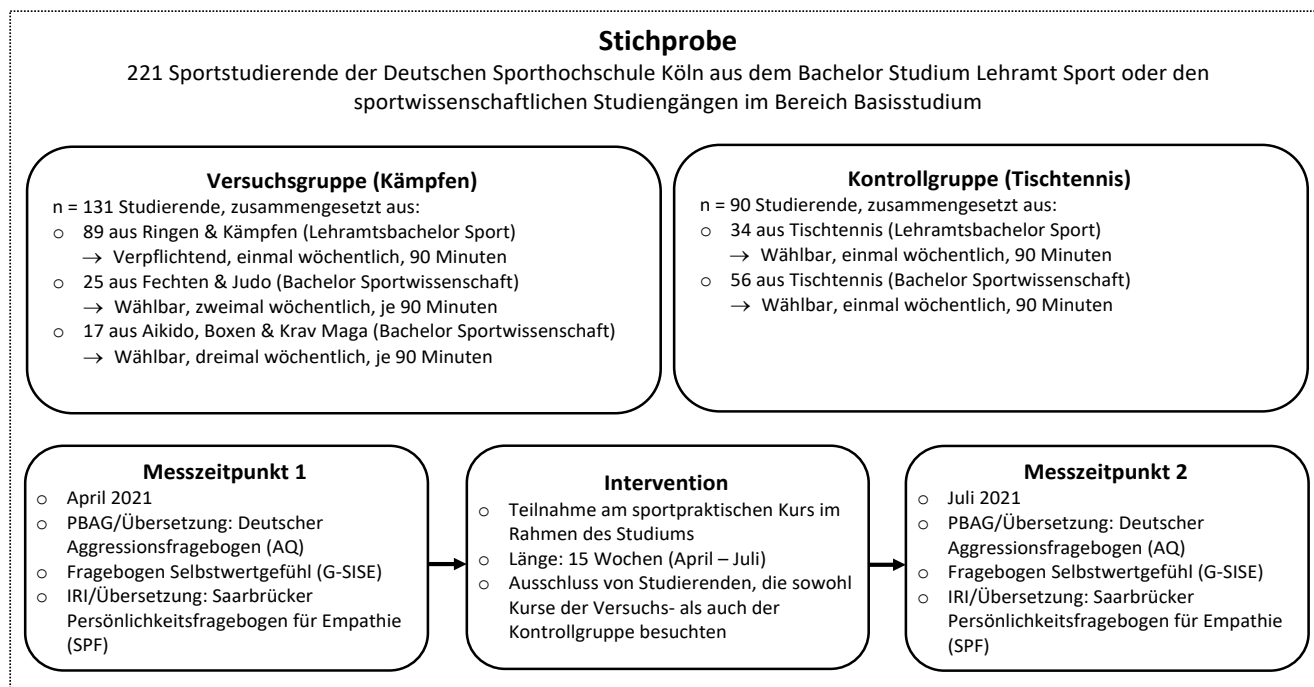 Stichprobe
221 Sportstudierende der Deutschen Sporthochschule Köln aus dem Bachelor Studium Lehramt Sport oder den
sportwissenschaftlichen Studiengängen im Bereich Basisstudium
Versuchsgruppe (Kämpfen)
n = 131 Studierende, zusammengesetzt aus:
o 89 aus Ringen & Kämpfen (Lehramtsbachelor Sport)
→ Verpflichtend, einmal wöchentlich, 90 Minuten
o 25 aus Fechten & Judo (Bachelor Sportwissenschaft)
→ Wählbar, zweimal wöchentlich, je 90 Minuten
o 17 aus Aikido, Boxen & Krav Maga (Bachelor Sportwissenschaft)
→ Wählbar, dreimal wöchentlich, je 90 Minuten
Kontrollgruppe (Tischtennis)
n = 90 Studierende, zusammengesetzt aus:
o 34 aus Tischtennis (Lehramtsbachelor Sport)
→ Wählbar, einmal wöchentlich, 90 Minuten
o 56 aus Tischtennis (Bachelor Sportwissenschaft)
→ Wählbar, einmal wöchentlich, 90 Minuten
Messzeitpunkt 1
o April 2021
o PBAG/Übersetzung: Deutscher
Aggressionsfragebogen (AQ)
o Fragebogen Selbstwertgefühl (G-SISE)
o IRI/Übersetzung: Saarbrücker
Persönlichkeitsfragebogen für Empathie
(SPF)
Intervention
o Teilnahme am sportpraktischen Kurs im
Rahmen des Studiums
o Länge: 15 Wochen (April – Juli)
o Ausschluss von Studierenden, die sowohl
Kurse der Versuchs- als auch der
Kontrollgruppe besuchten
Messzeitpunkt 2
o Juli 2021
o PBAG/Übersetzung: Deutscher
Aggressionsfragebogen (AQ)
o Fragebogen Selbstwertgefühl (G-SISE)
o IRI/Übersetzung: Saarbrücker
Persönlichkeitsfragebogen für Empathie
(SPF)